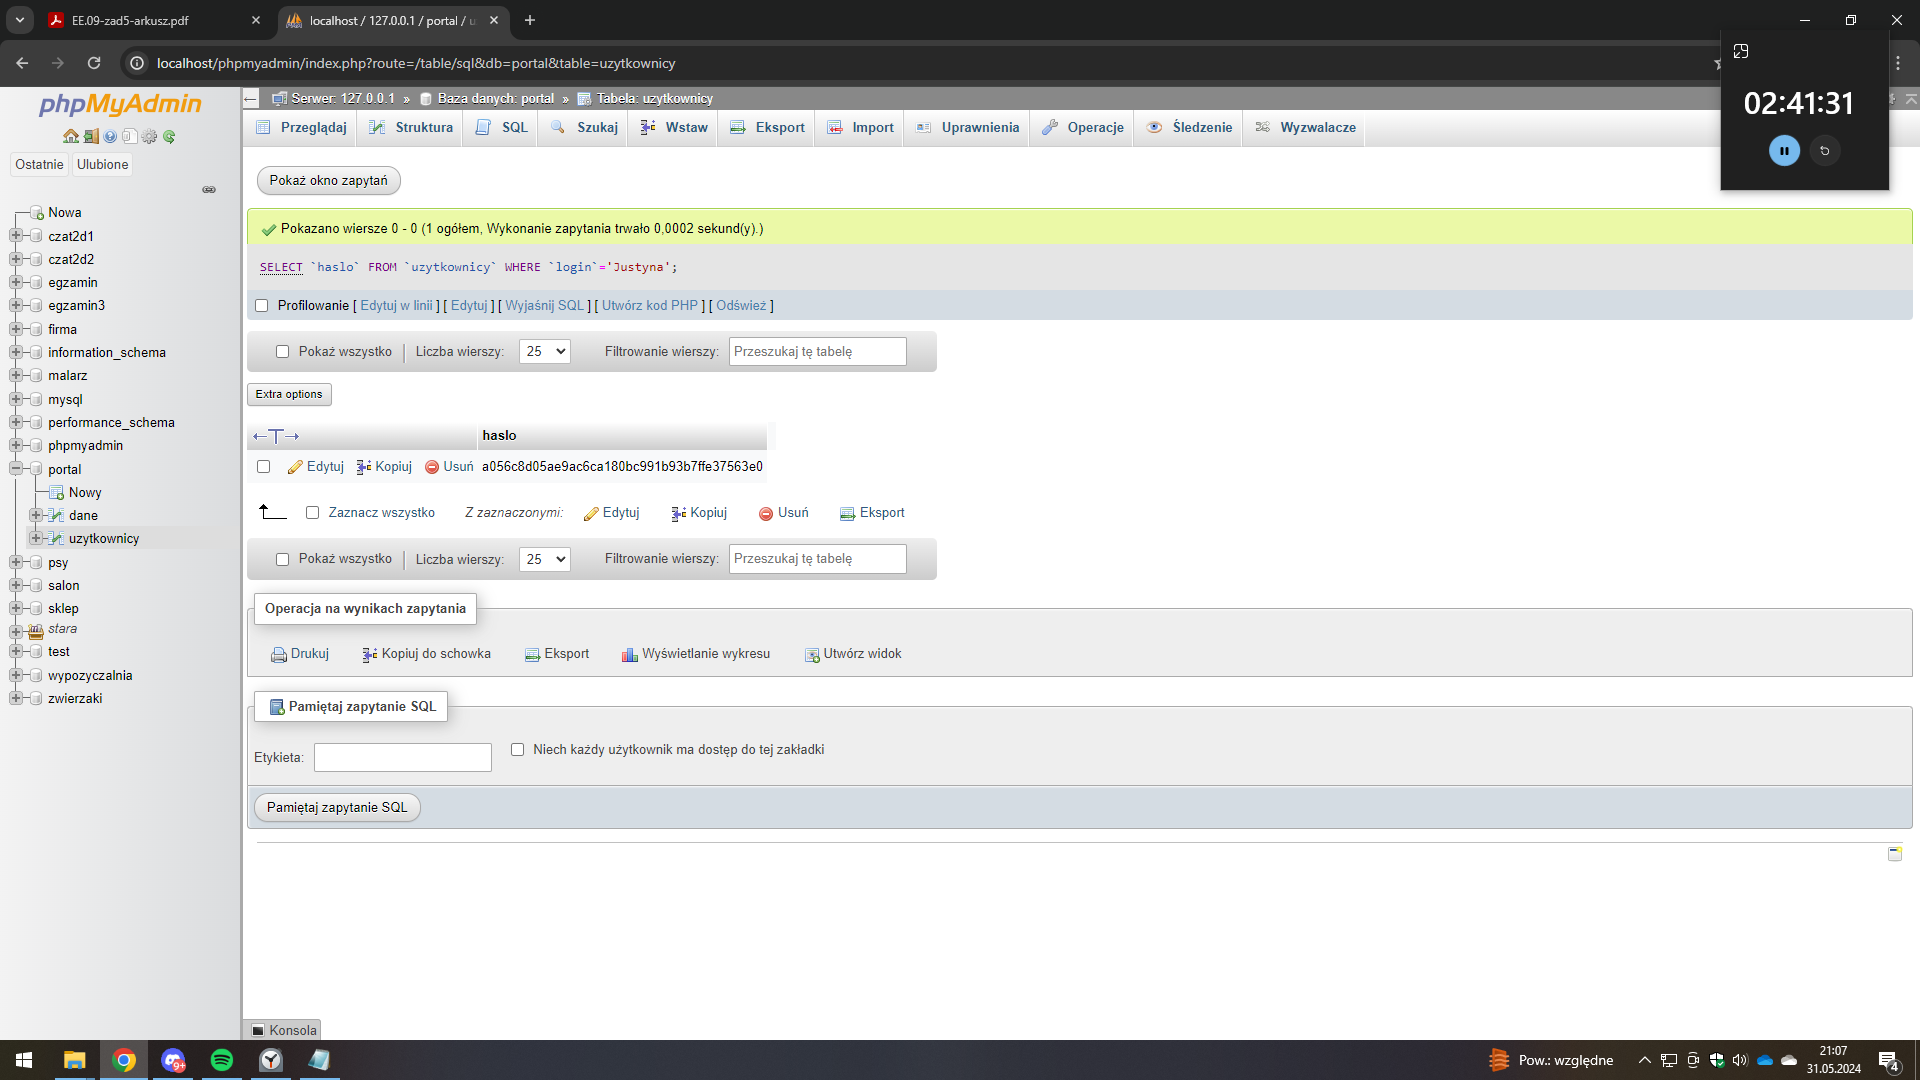 EE.09-zad5-arkusz.pdf
localhost / 127.0.0.1 / portal / u
localhost/phpmyadmin/index.php?route=/table/sql&db=portal&table=uzytkownicy
02:41:31
phpMyAdmin
Ostatnie Ulubione
Nowa
czat2d1
czat2d2
egzamin
egzamin3
firma
information_schema
malarz
mysql
performance_schema
phpmyadmin
portal
Nowy
dane
uzytkownicy
psy
salon
sklep
stara
test
wypozyczalnia
zwierzaki
Serwer: 127.0.0.1 » Baza danych: portal » Tabela: uzytkownicy
Przeglądaj Struktura SQL Szukaj Wstaw Eksport Import Uprawnienia Operacje Śledzenie Wyzwalacze
Pokaż okno zapytań
Pokazano wiersze 0 - 0 (1 ogółem, Wykonanie zapytania trwało 0,0002 sekund(y).)
SELECT `haslo` FROM `uzytkownicy` WHERE `login`='Justyna';
Profilowanie [ Edytuj w linii ] [ Edytuj ] [ Wyjaśnij SQL ] [ Utwórz kod PHP ] [ Odśwież ]
Pokaż wszystko | Liczba wierszy: 25 Filtrowanie wierszy: Przeszukaj tę tabelę
Extra options
←T→ haslo
Edytuj Kopiuj Usuń a056c8d05ae9ac6ca180bc991b93b7ffe37563e0
Zaznacz wszystko Z zaznaczonymi: Edytuj Kopiuj Usuń Eksport
Pokaż wszystko | Liczba wierszy: 25 Filtrowanie wierszy: Przeszukaj tę tabelę
Operacja na wynikach zapytania
Drukuj Kopiuj do schowka Eksport Wyświetlanie wykresu Utwórz widok
Pamiętaj zapytanie SQL
Etykieta: Niech każdy użytkownik ma dostęp do tej zakładki
Pamiętaj zapytanie SQL
Konsola
9+
Pow.: względne
21:07
31.05.2024
4